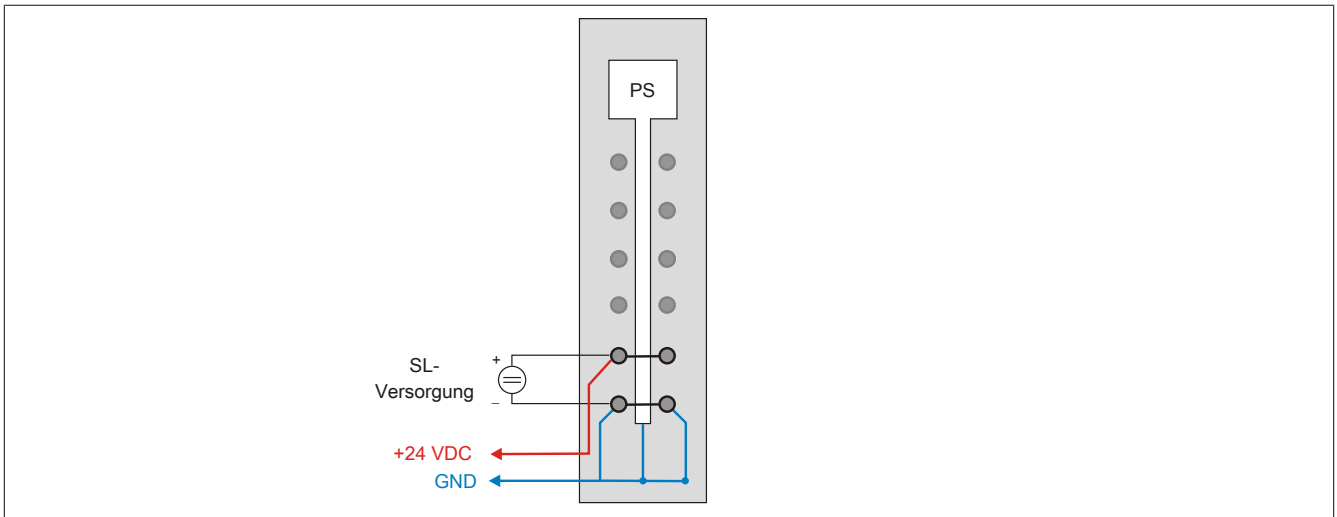 PS
SL-
Versorgung
+
–
+24 VDC
GND